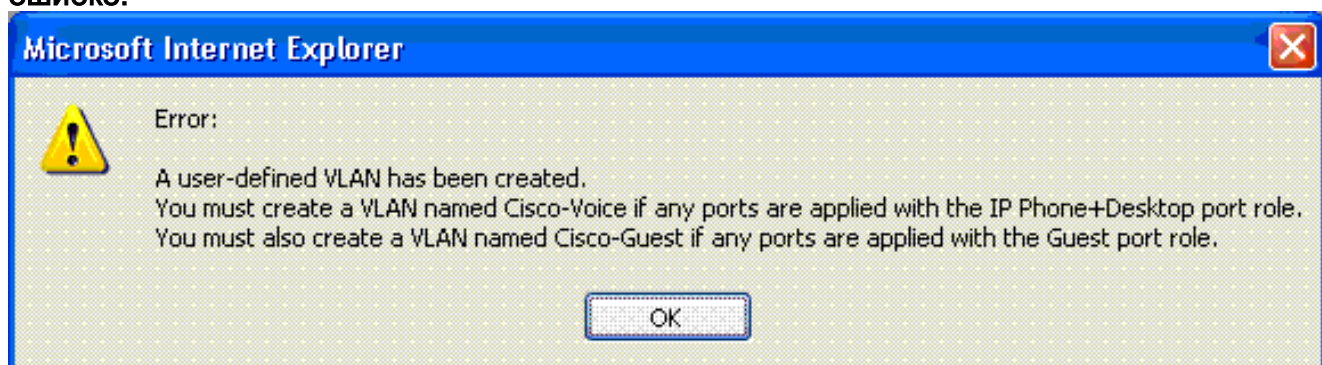 ошибке:
Microsoft Internet Explorer
Error:
A user-defined VLAN has been created.
You must create a VLAN named Cisco-Voice if any ports are applied with the IP Phone+Desktop port role.
You must also create a VLAN named Cisco-Guest if any ports are applied with the Guest port role.
OK